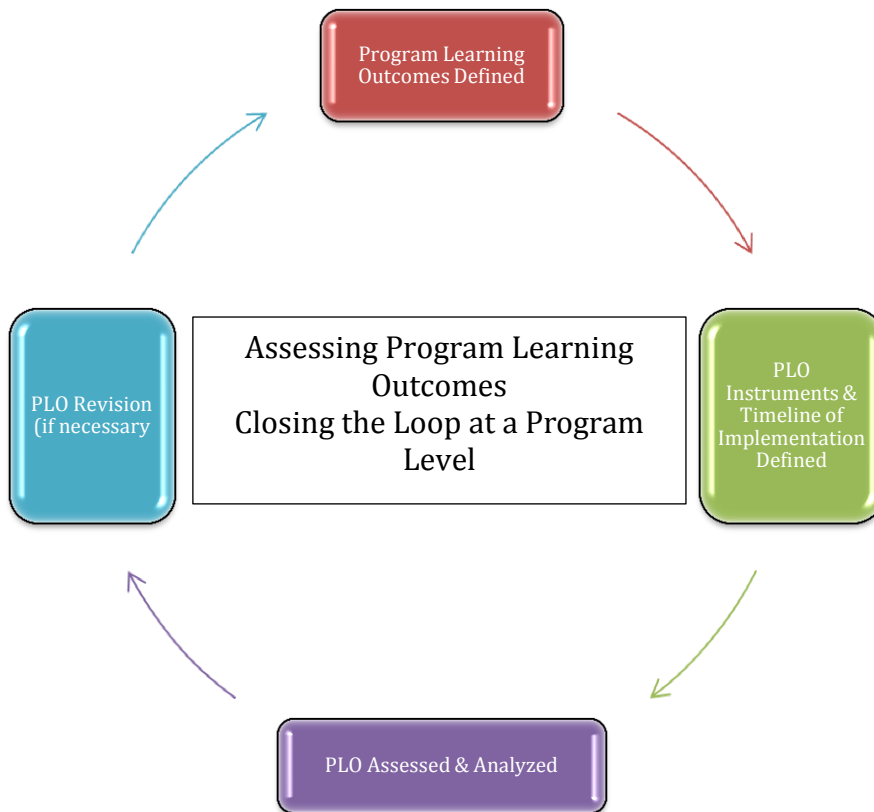 Program Learning
Outcomes Defined
Assessing Program Learning
Outcomes
Closing the Loop at a Program
Level
PLO
Instruments &
Timeline of
Implementation
Defined
PLO Assessed & Analyzed
PLO Revision
(if necessary